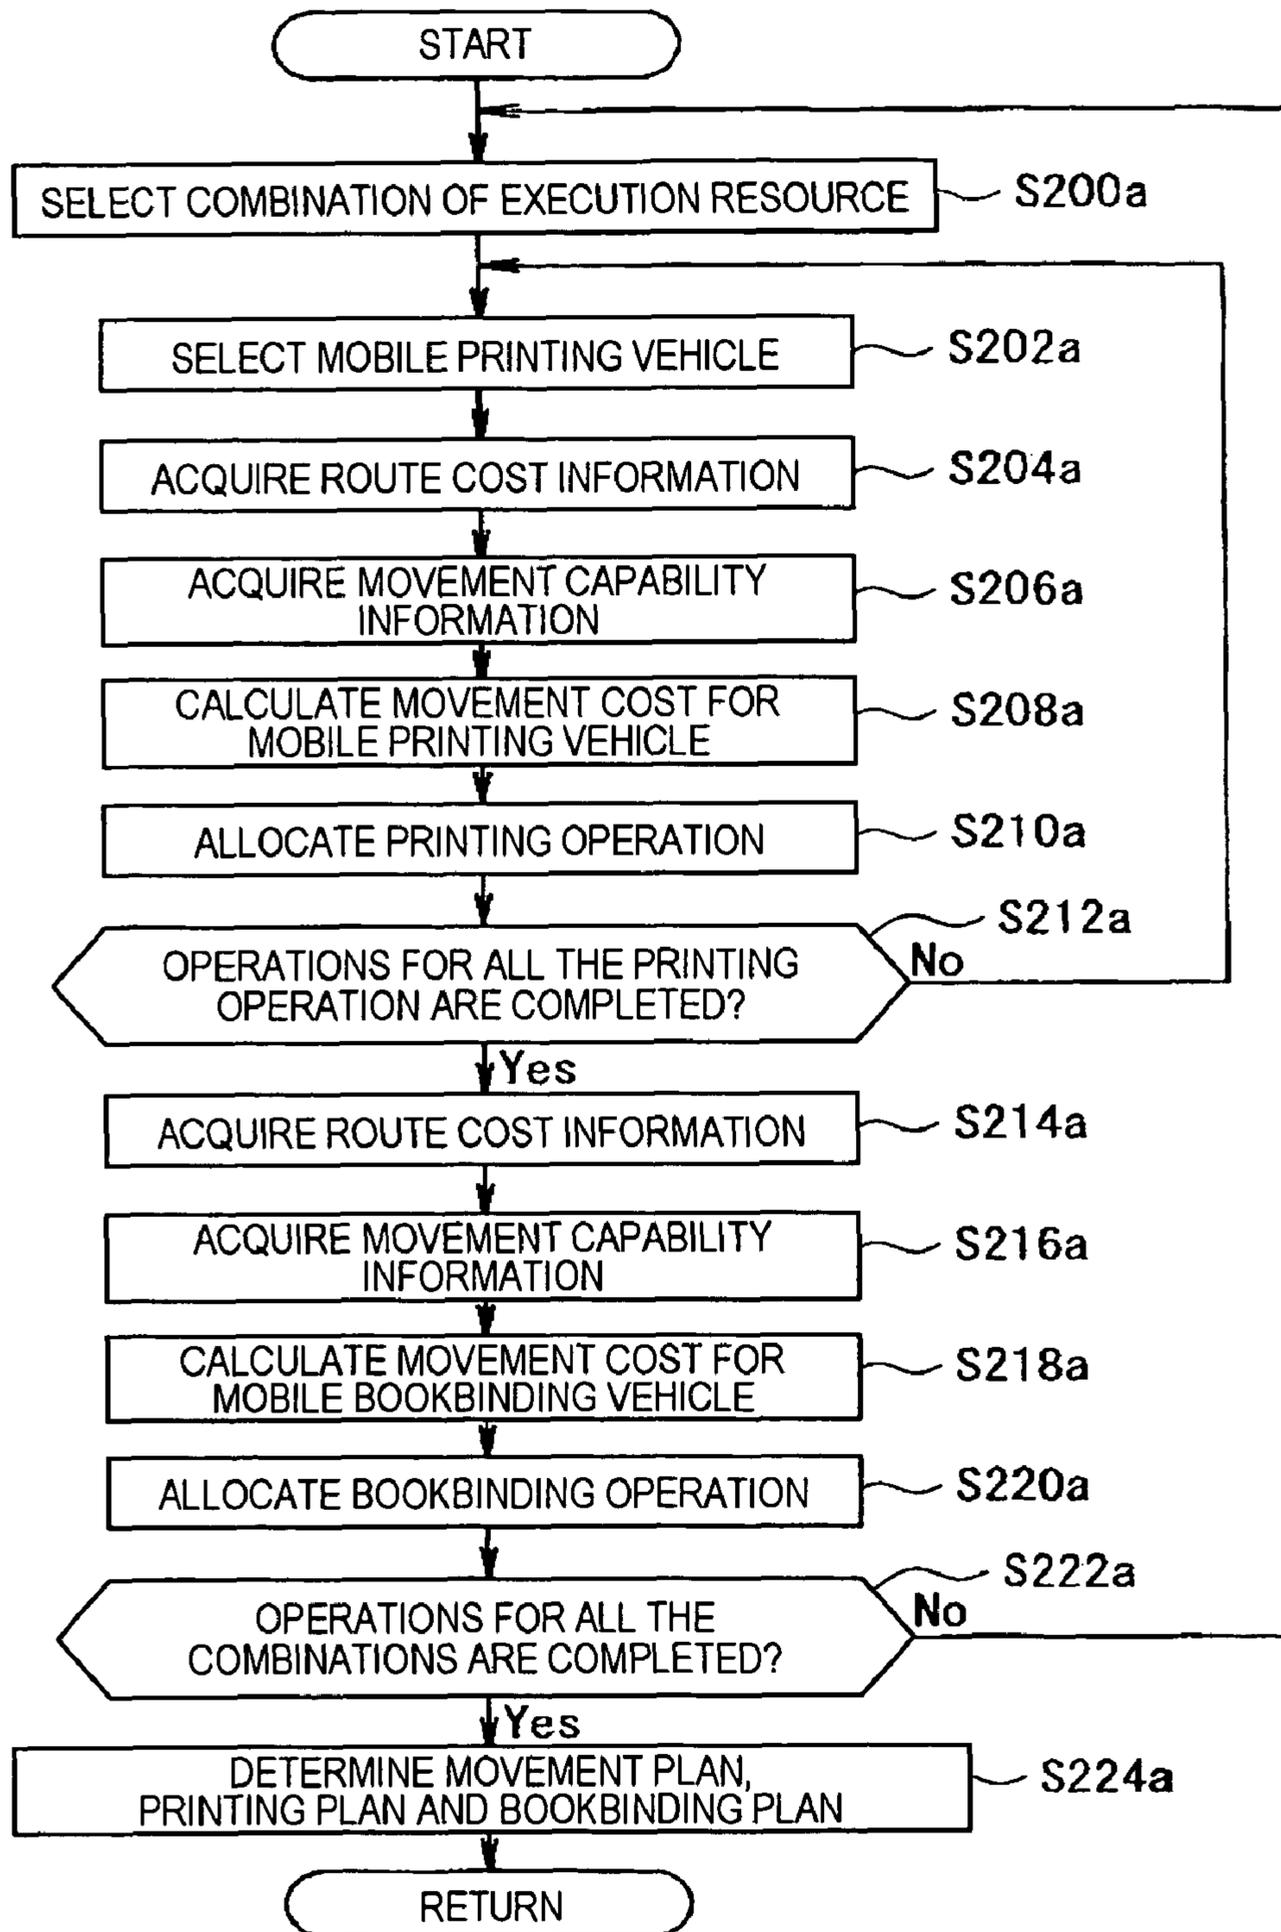 START
SELECT COMBINATION OF EXECUTION RESOURCE
S200a
SELECT MOBILE PRINTING VEHICLE
S202a
ACQUIRE ROUTE COST INFORMATION
S204a
ACQUIRE MOVEMENT CAPABILITY
INFORMATION
S206a
CALCULATE MOVEMENT COST FOR
MOBILE PRINTING VEHICLE
S208a
ALLOCATE PRINTING OPERATION
S210a
S212a
OPERATIONS FOR ALL THE PRINTING
OPERATION ARE COMPLETED?
No
Yes
ACQUIRE ROUTE COST INFORMATION
S214a
ACQUIRE MOVEMENT CAPABILITY
INFORMATION
S216a
CALCULATE MOVEMENT COST FOR
MOBILE BOOKBINDING VEHICLE
S218a
ALLOCATE BOOKBINDING OPERATION
S220a
S222a
OPERATIONS FOR ALL THE
COMBINATIONS ARE COMPLETED?
No
Yes
DETERMINE MOVEMENT PLAN,
PRINTING PLAN AND BOOKBINDING PLAN
S224a
RETURN